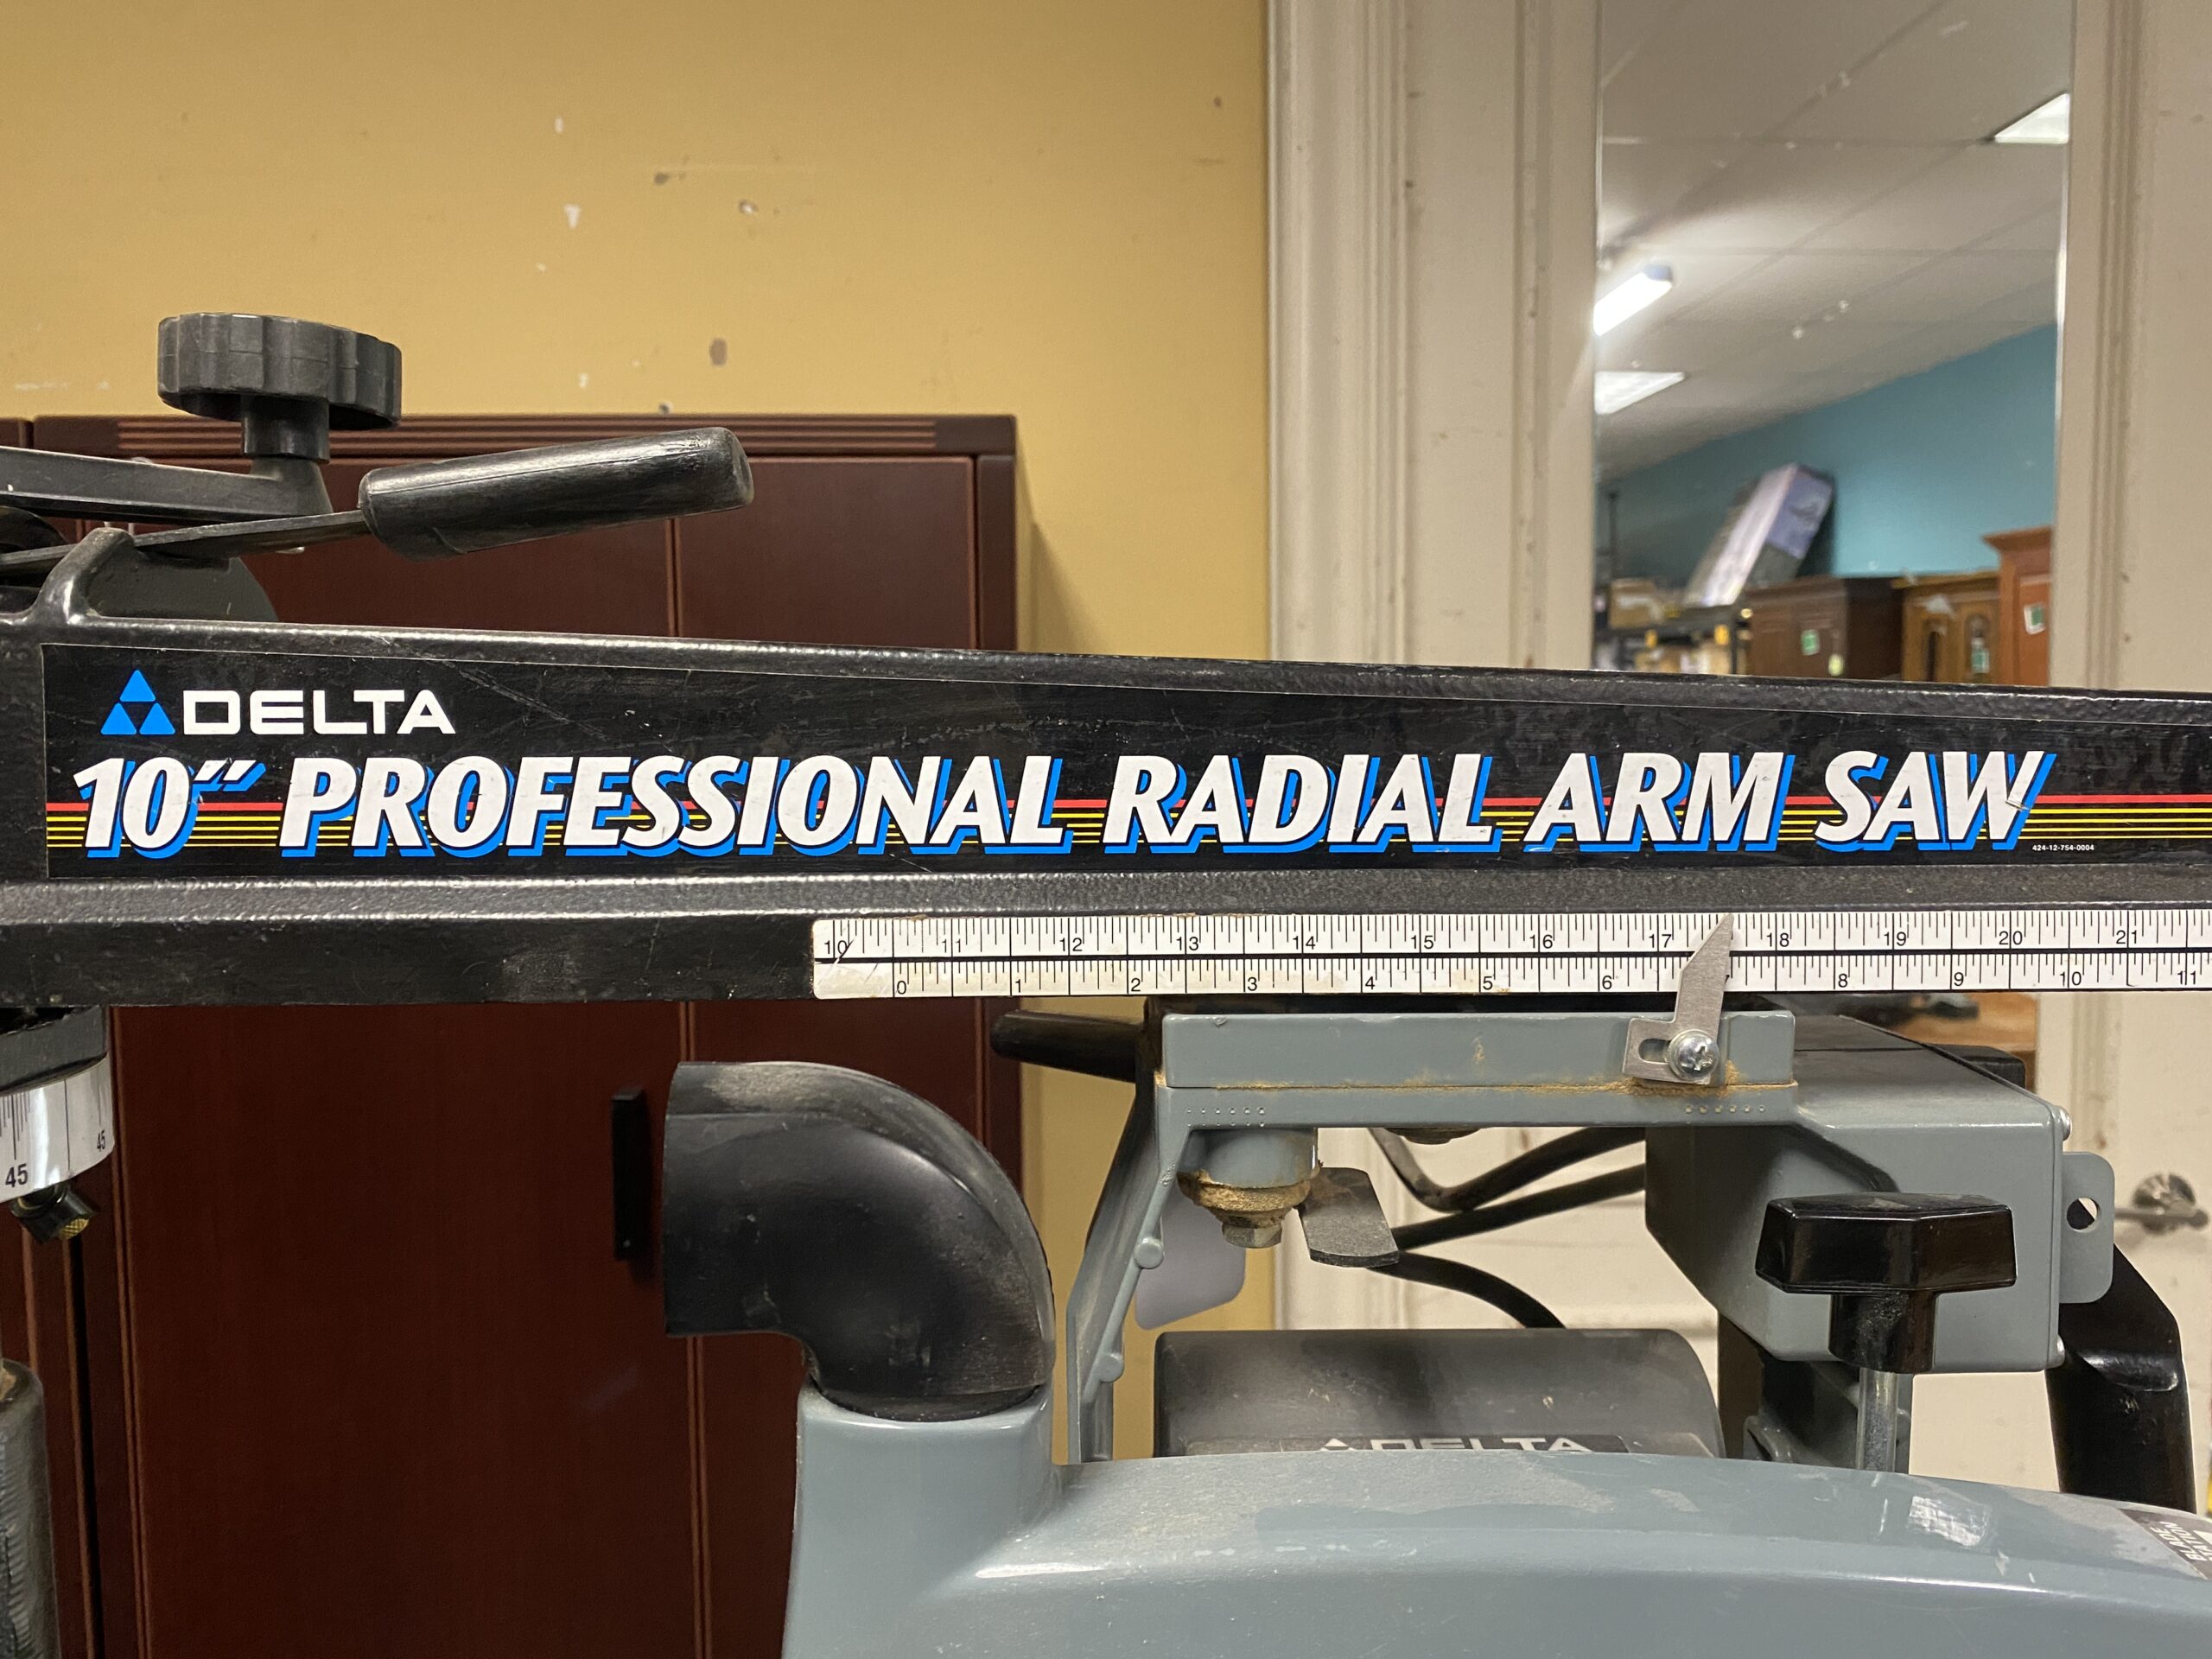 DELTA
10" PROFESSIONAL RADIAL ARM SAW
424-12-754-0004
10 11 12 13 14 15 16 17 18 19 20 21
0 1 2 3 4 5 6 8 9 10 11
45 45
DELTA
BLADE